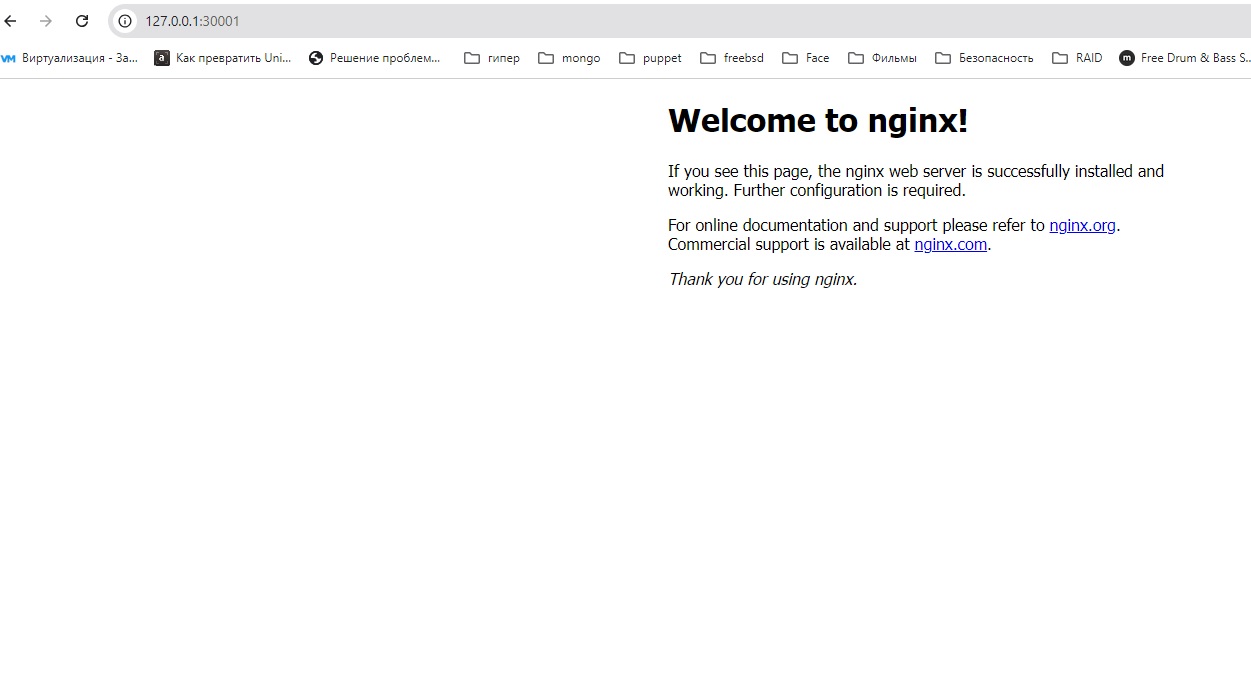 127.0.0.1:30001
vm Виртуализация - За... a Как превратить Uni... Решение проблем... гипер mongo puppet freebsd Face Фильмы Безопасность RAID m Free Drum & Bass S...
Welcome to nginx!
If you see this page, the nginx web server is successfully installed and
working. Further configuration is required.
For online documentation and support please refer to nginx.org.
Commercial support is available at nginx.com.
Thank you for using nginx.